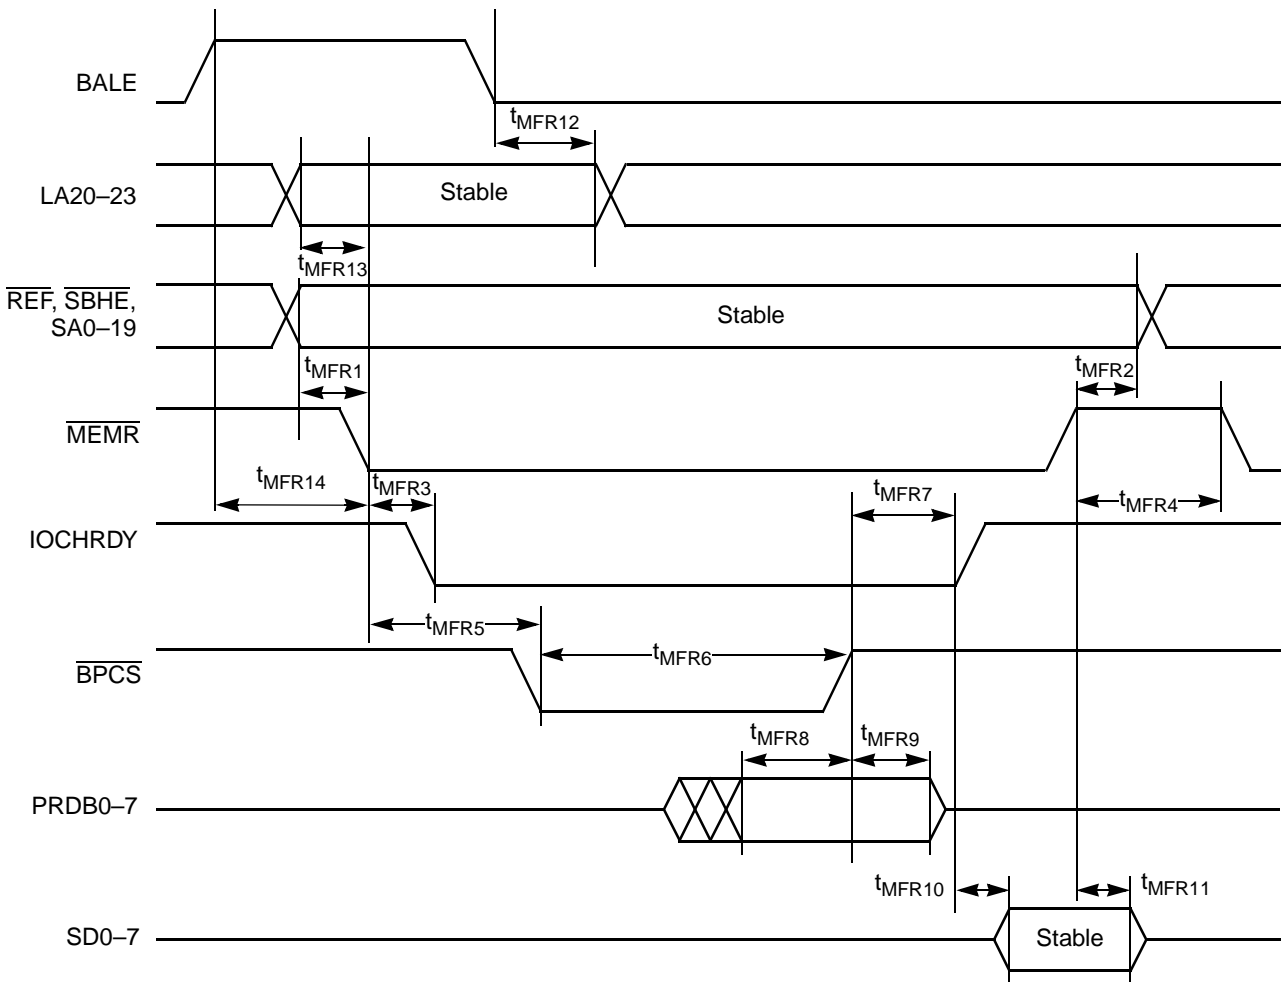 BALE
tMFR12
LA20–23
Stable
tMFR13
REF, SBHE,
SA0–19
Stable
tMFR1
tMFR2
MEMR
tMFR14
tMFR3
tMFR7
tMFR4
IOCHRDY
tMFR5
tMFR6
BPCS
tMFR8
tMFR9
PRDB0–7
tMFR10
tMFR11
SD0–7
Stable